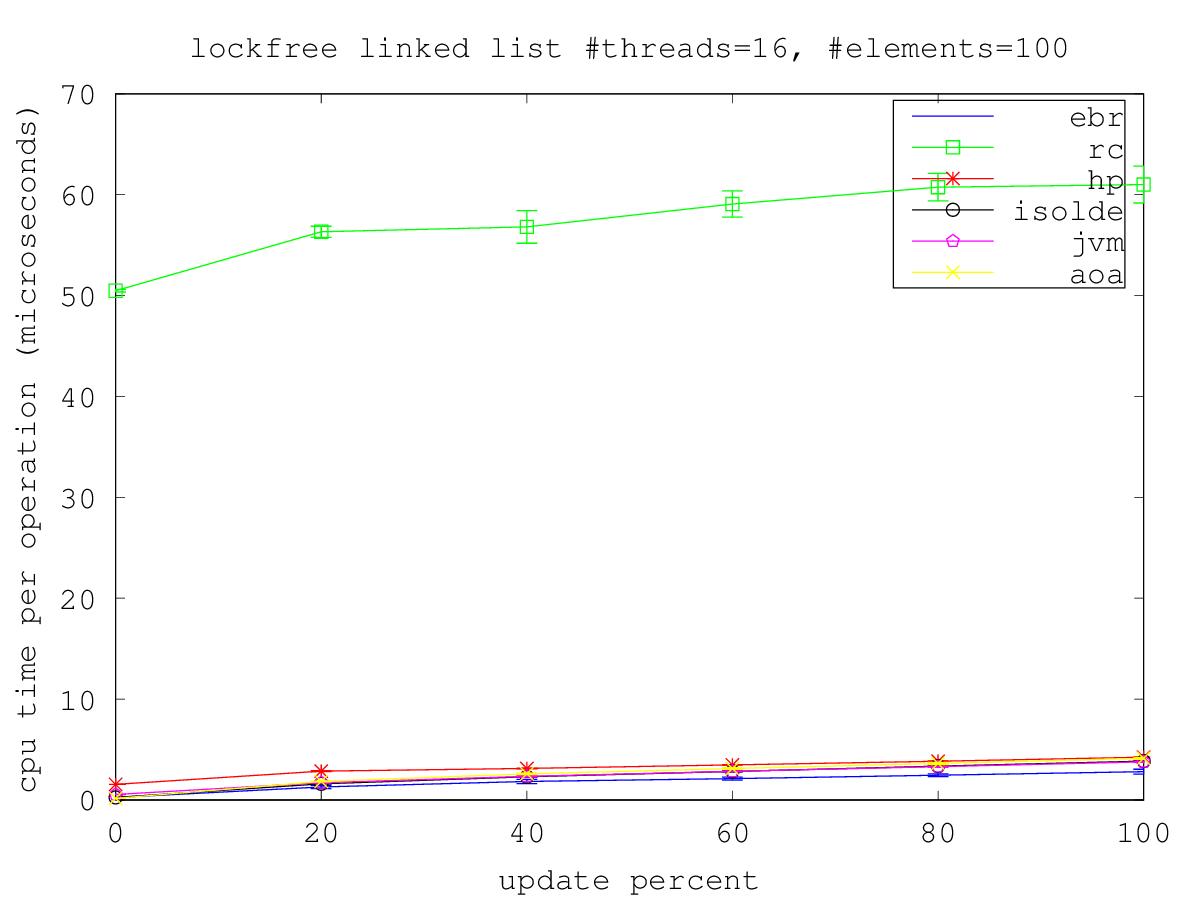 lockfree linked list #threads=16, #elements=100
cpu time per operation (microseconds)
70
60
50
40
30
20
10
0
ebr
rc
hp
isolde
jvm
aoa
0 20 40 60 80 100
update percent